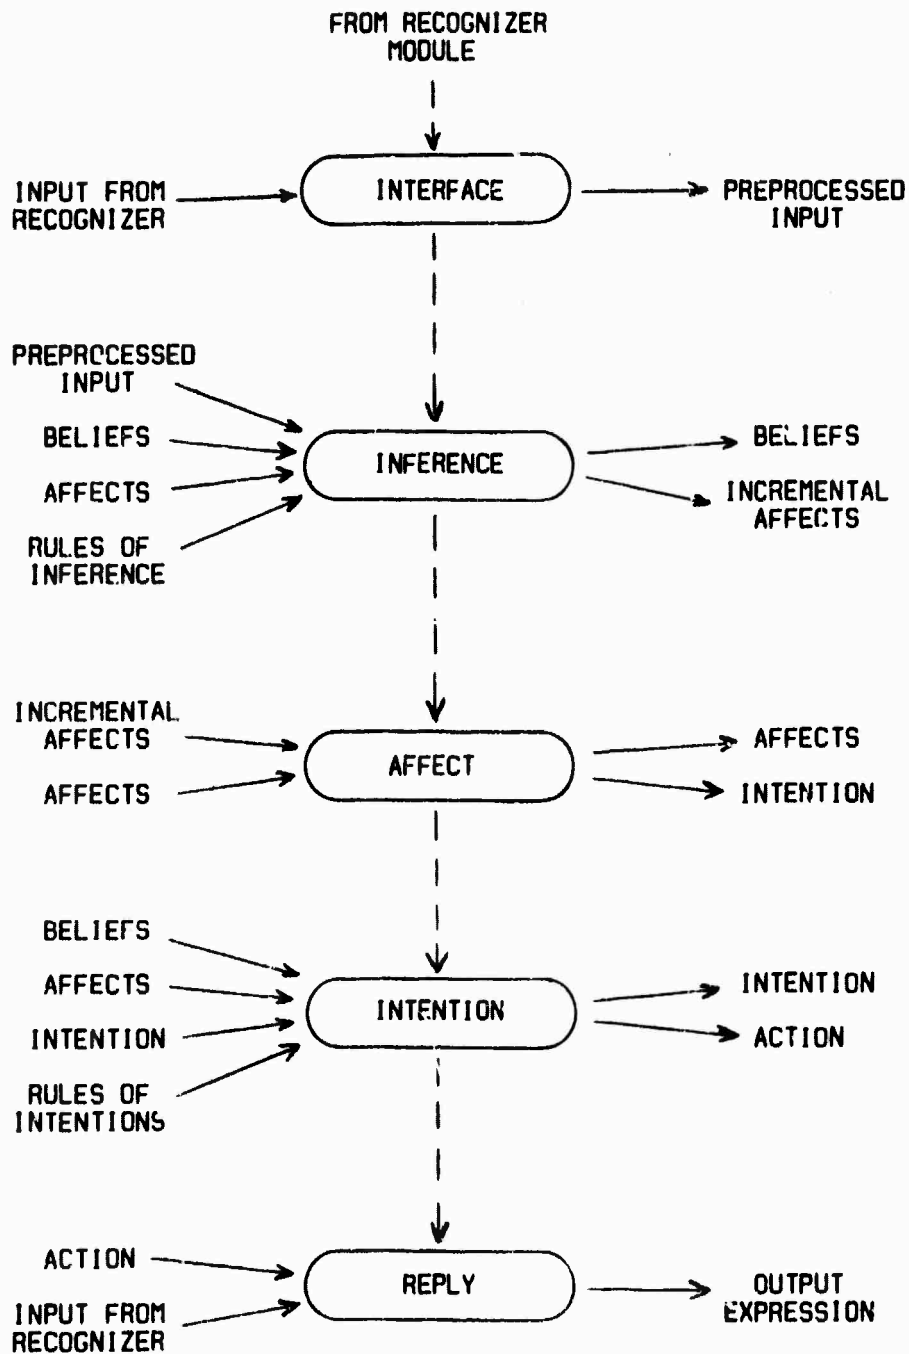 FROM RECOGNIZER
MODULE
INPUT FROM
RECOGNIZER
INTERFACE
PREPROCESSED
INPUT
PREPROCESSED
INPUT
BELIEFS
AFFECTS
RULES OF
INFERENCE
INFERENCE
BELIEFS
INCREMENTAL
AFFECTS
INCREMENTAL
AFFECTS
AFFECTS
AFFECT
AFFECTS
INTENTION
BELIEFS
AFFECTS
INTENTION
RULES OF
INTENTIONS
INTENTION
INTENTION
ACTION
ACTION
INPUT FROM
RECOGNIZER
REPLY
OUTPUT
EXPRESSION